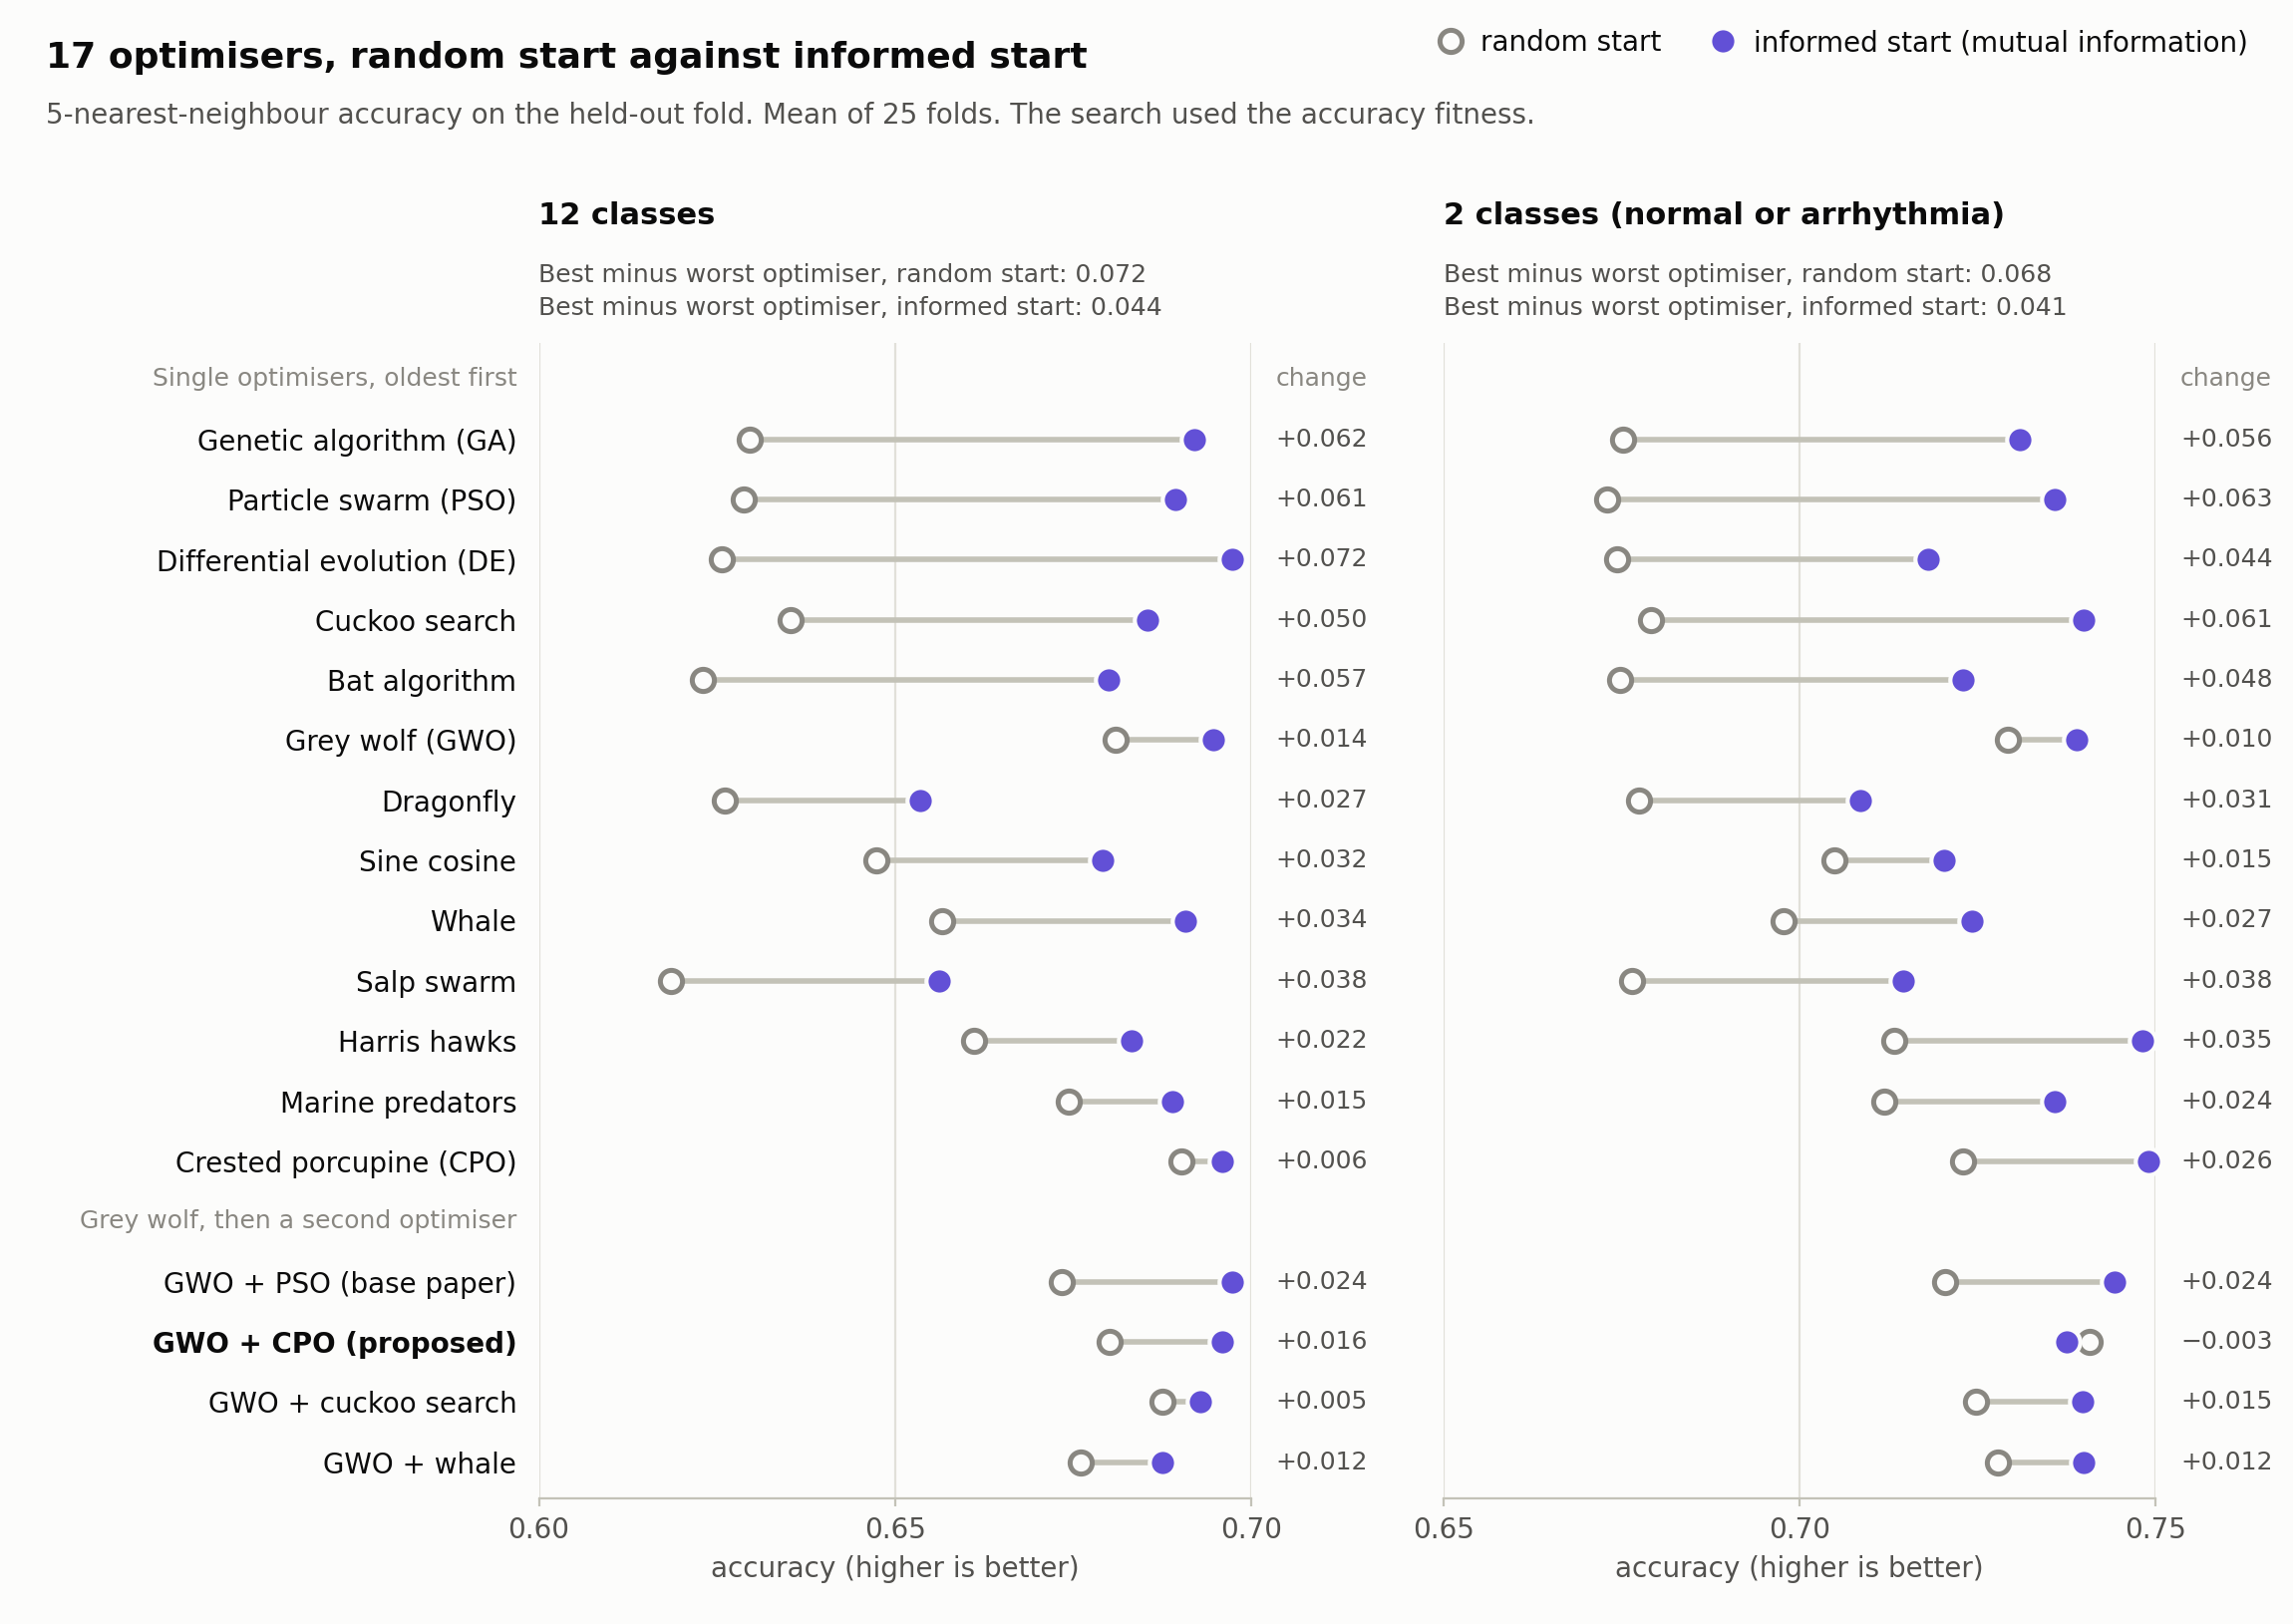 17 optimisers, random start against informed start
random start
informed start (mutual information)
5-nearest-neighbour accuracy on the held-out fold. Mean of 25 folds. The search used the accuracy fitness.
12 classes
Best minus worst optimiser, random start: 0.072
Best minus worst optimiser, informed start: 0.044
2 classes (normal or arrhythmia)
Best minus worst optimiser, random start: 0.068
Best minus worst optimiser, informed start: 0.041
Single optimisers, oldest first change change
Genetic algorithm (GA) +0.062 +0.056
Particle swarm (PSO) +0.061 +0.063
Differential evolution (DE) +0.072 +0.044
Cuckoo search +0.050 +0.061
Bat algorithm +0.057 +0.048
Grey wolf (GWO) +0.014 +0.010
Dragonfly +0.027 +0.031
Sine cosine +0.032 +0.015
Whale +0.034 +0.027
Salp swarm +0.038 +0.038
Harris hawks +0.022 +0.035
Marine predators +0.015 +0.024
Crested porcupine (CPO) +0.006 +0.026
Grey wolf, then a second optimiser
GWO + PSO (base paper) +0.024 +0.024
GWO + CPO (proposed) +0.016 −0.003
GWO + cuckoo search +0.005 +0.015
GWO + whale +0.012 +0.012
0.60 0.65 0.70 0.65 0.70 0.75
accuracy (higher is better) accuracy (higher is better)